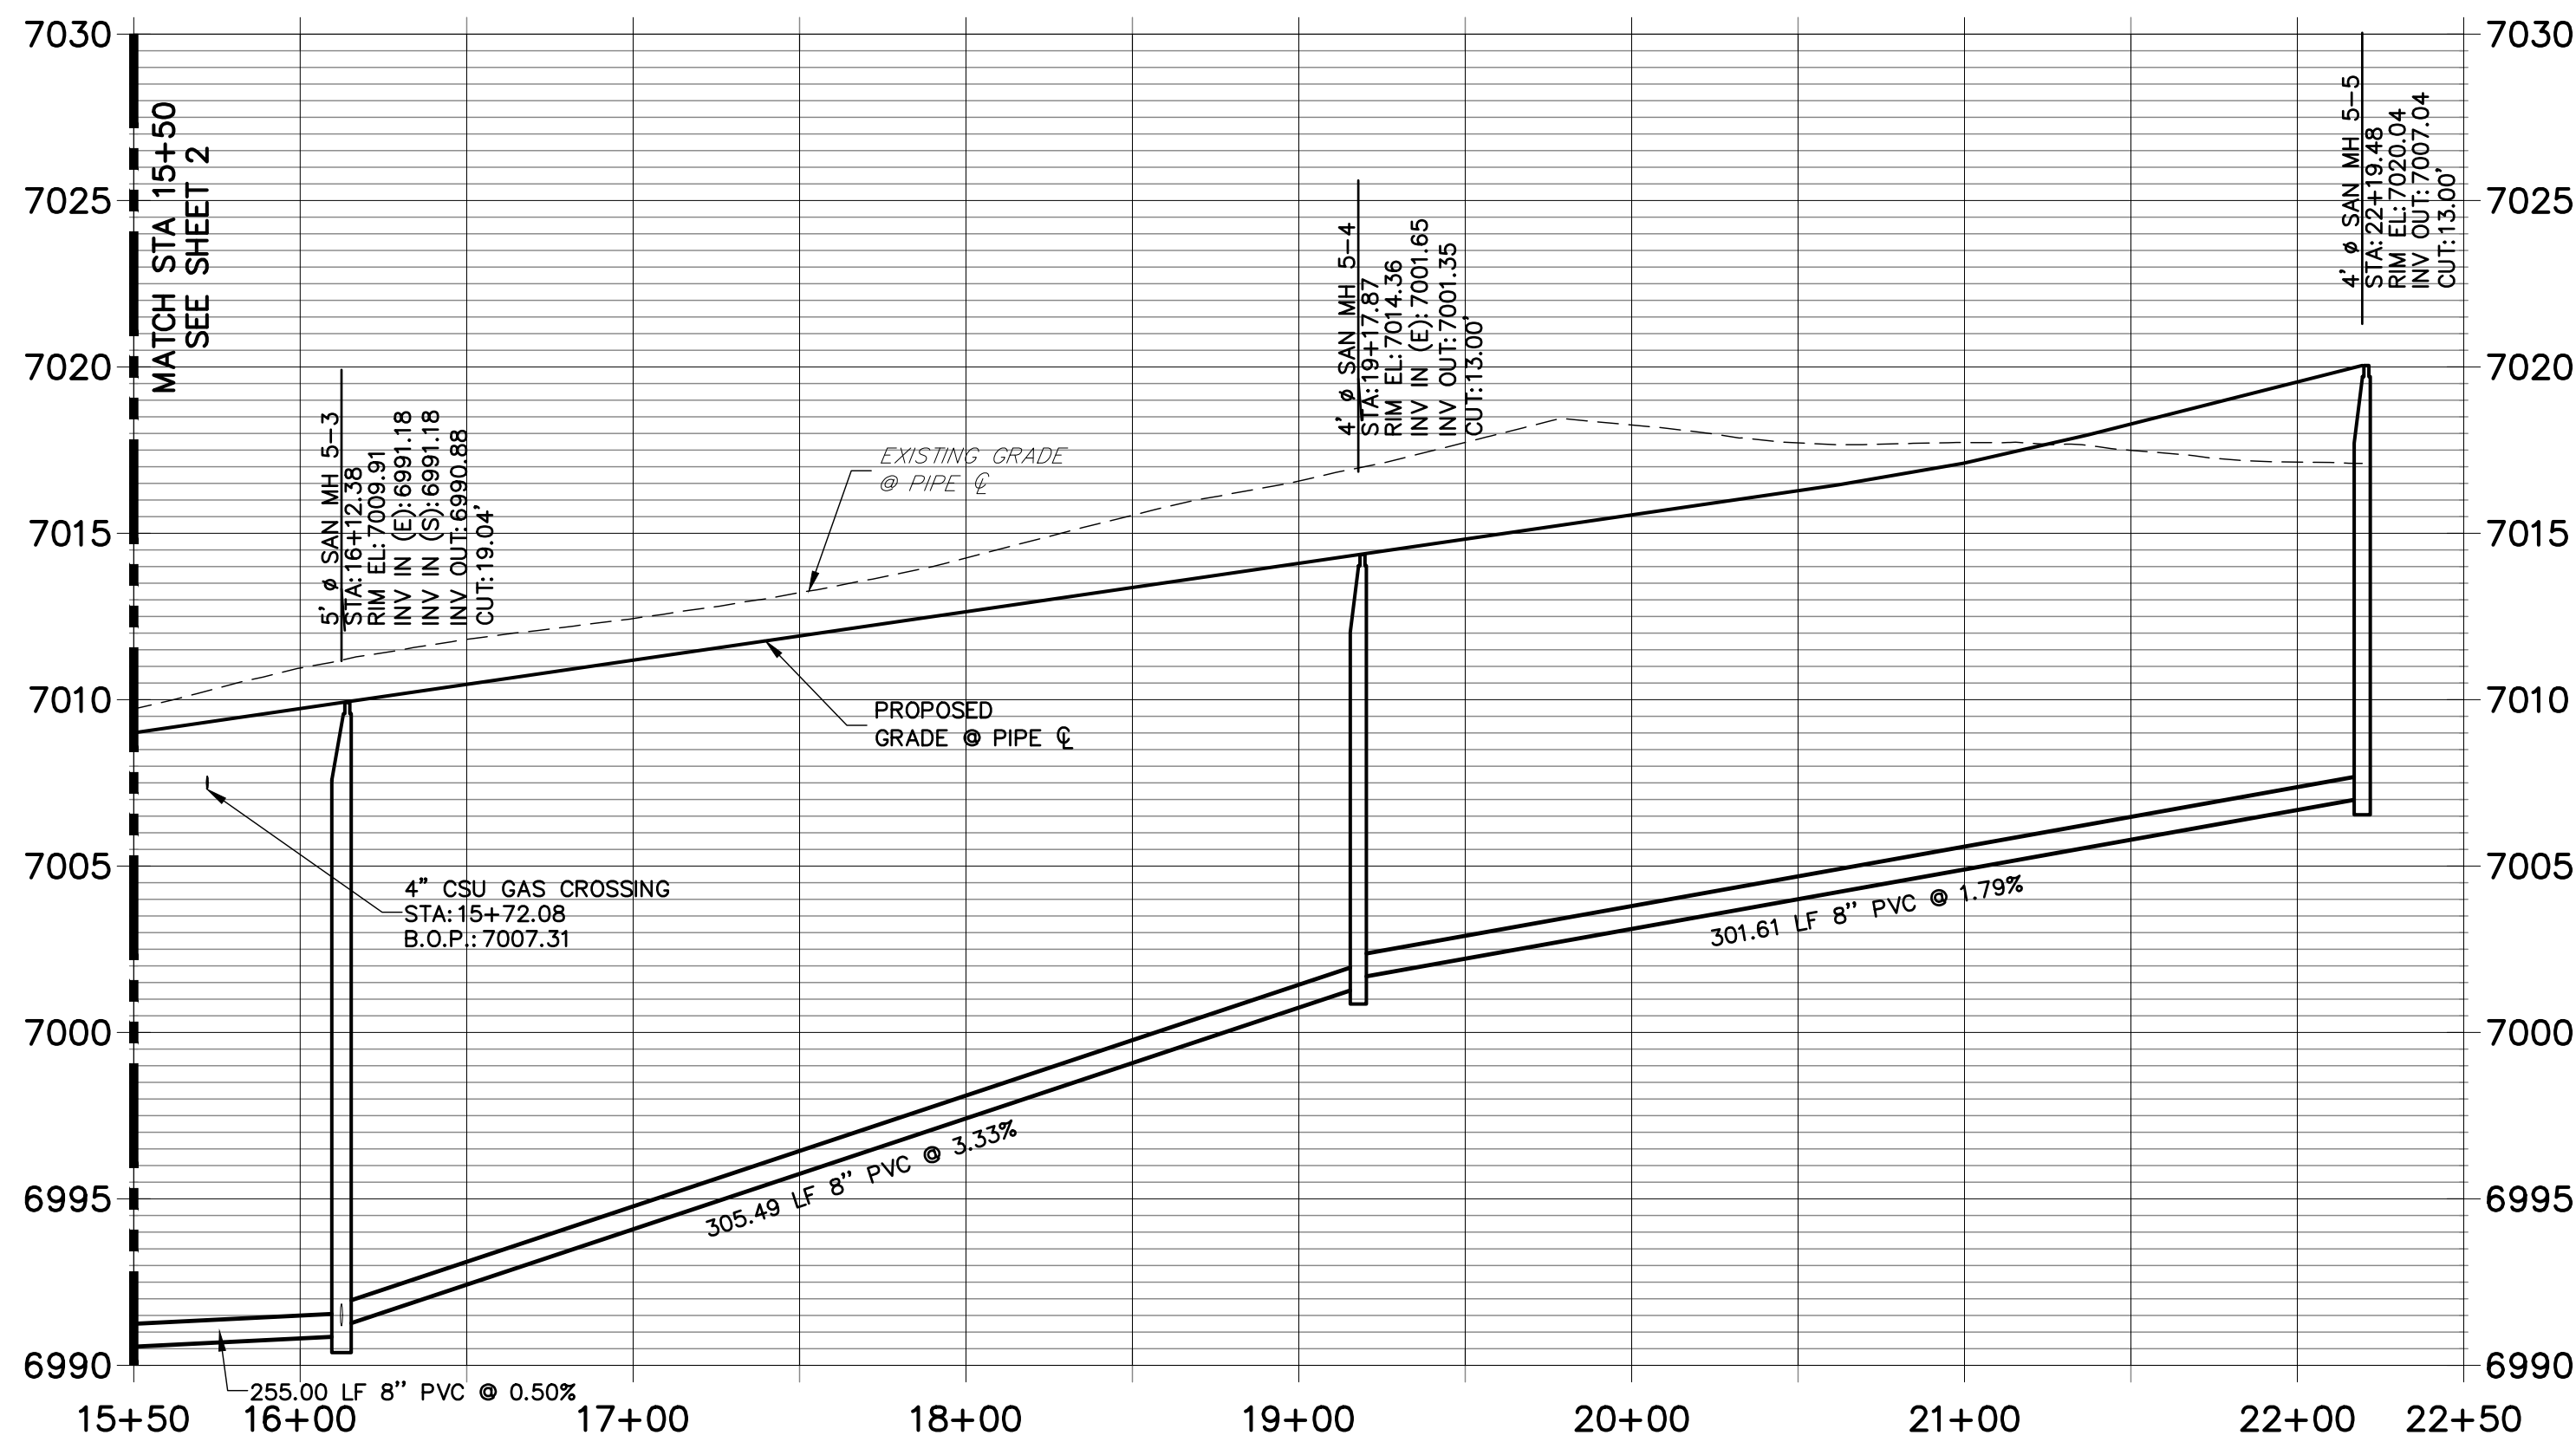 7030
7025
7020
7015
7010
7005
7000
6995
6990
MATCH STA 15+50
SEE SHEET 2
5' ø SAN MH 5-3
STA:16+12.38
RIM EL:7009.91
INV IN (E):6991.18
INV IN (S):6991.18
INV OUT:6990.88
CUT:19.04'
EXISTING GRADE
@ PIPE ℄
PROPOSED
GRADE @ PIPE ℄
4" CSU GAS CROSSING
STA:15+72.08
B.O.P.:7007.31
4' ø SAN MH 5-4
STA:19+17.87
RIM EL:7014.36
INV IN (E):7001.65
INV OUT:7001.35
CUT:13.00'
4' ø SAN MH 5-5
STA:22+19.48
RIM EL:7020.04
INV OUT:7007.04
CUT:13.00'
301.61 LF 8" PVC @ 1.79%
305.49 LF 8" PVC @ 3.33%
255.00 LF 8" PVC @ 0.50%
7030
7025
7020
7015
7010
7005
7000
6995
6990
15+50
16+00
17+00
18+00
19+00
20+00
21+00
22+00
22+50